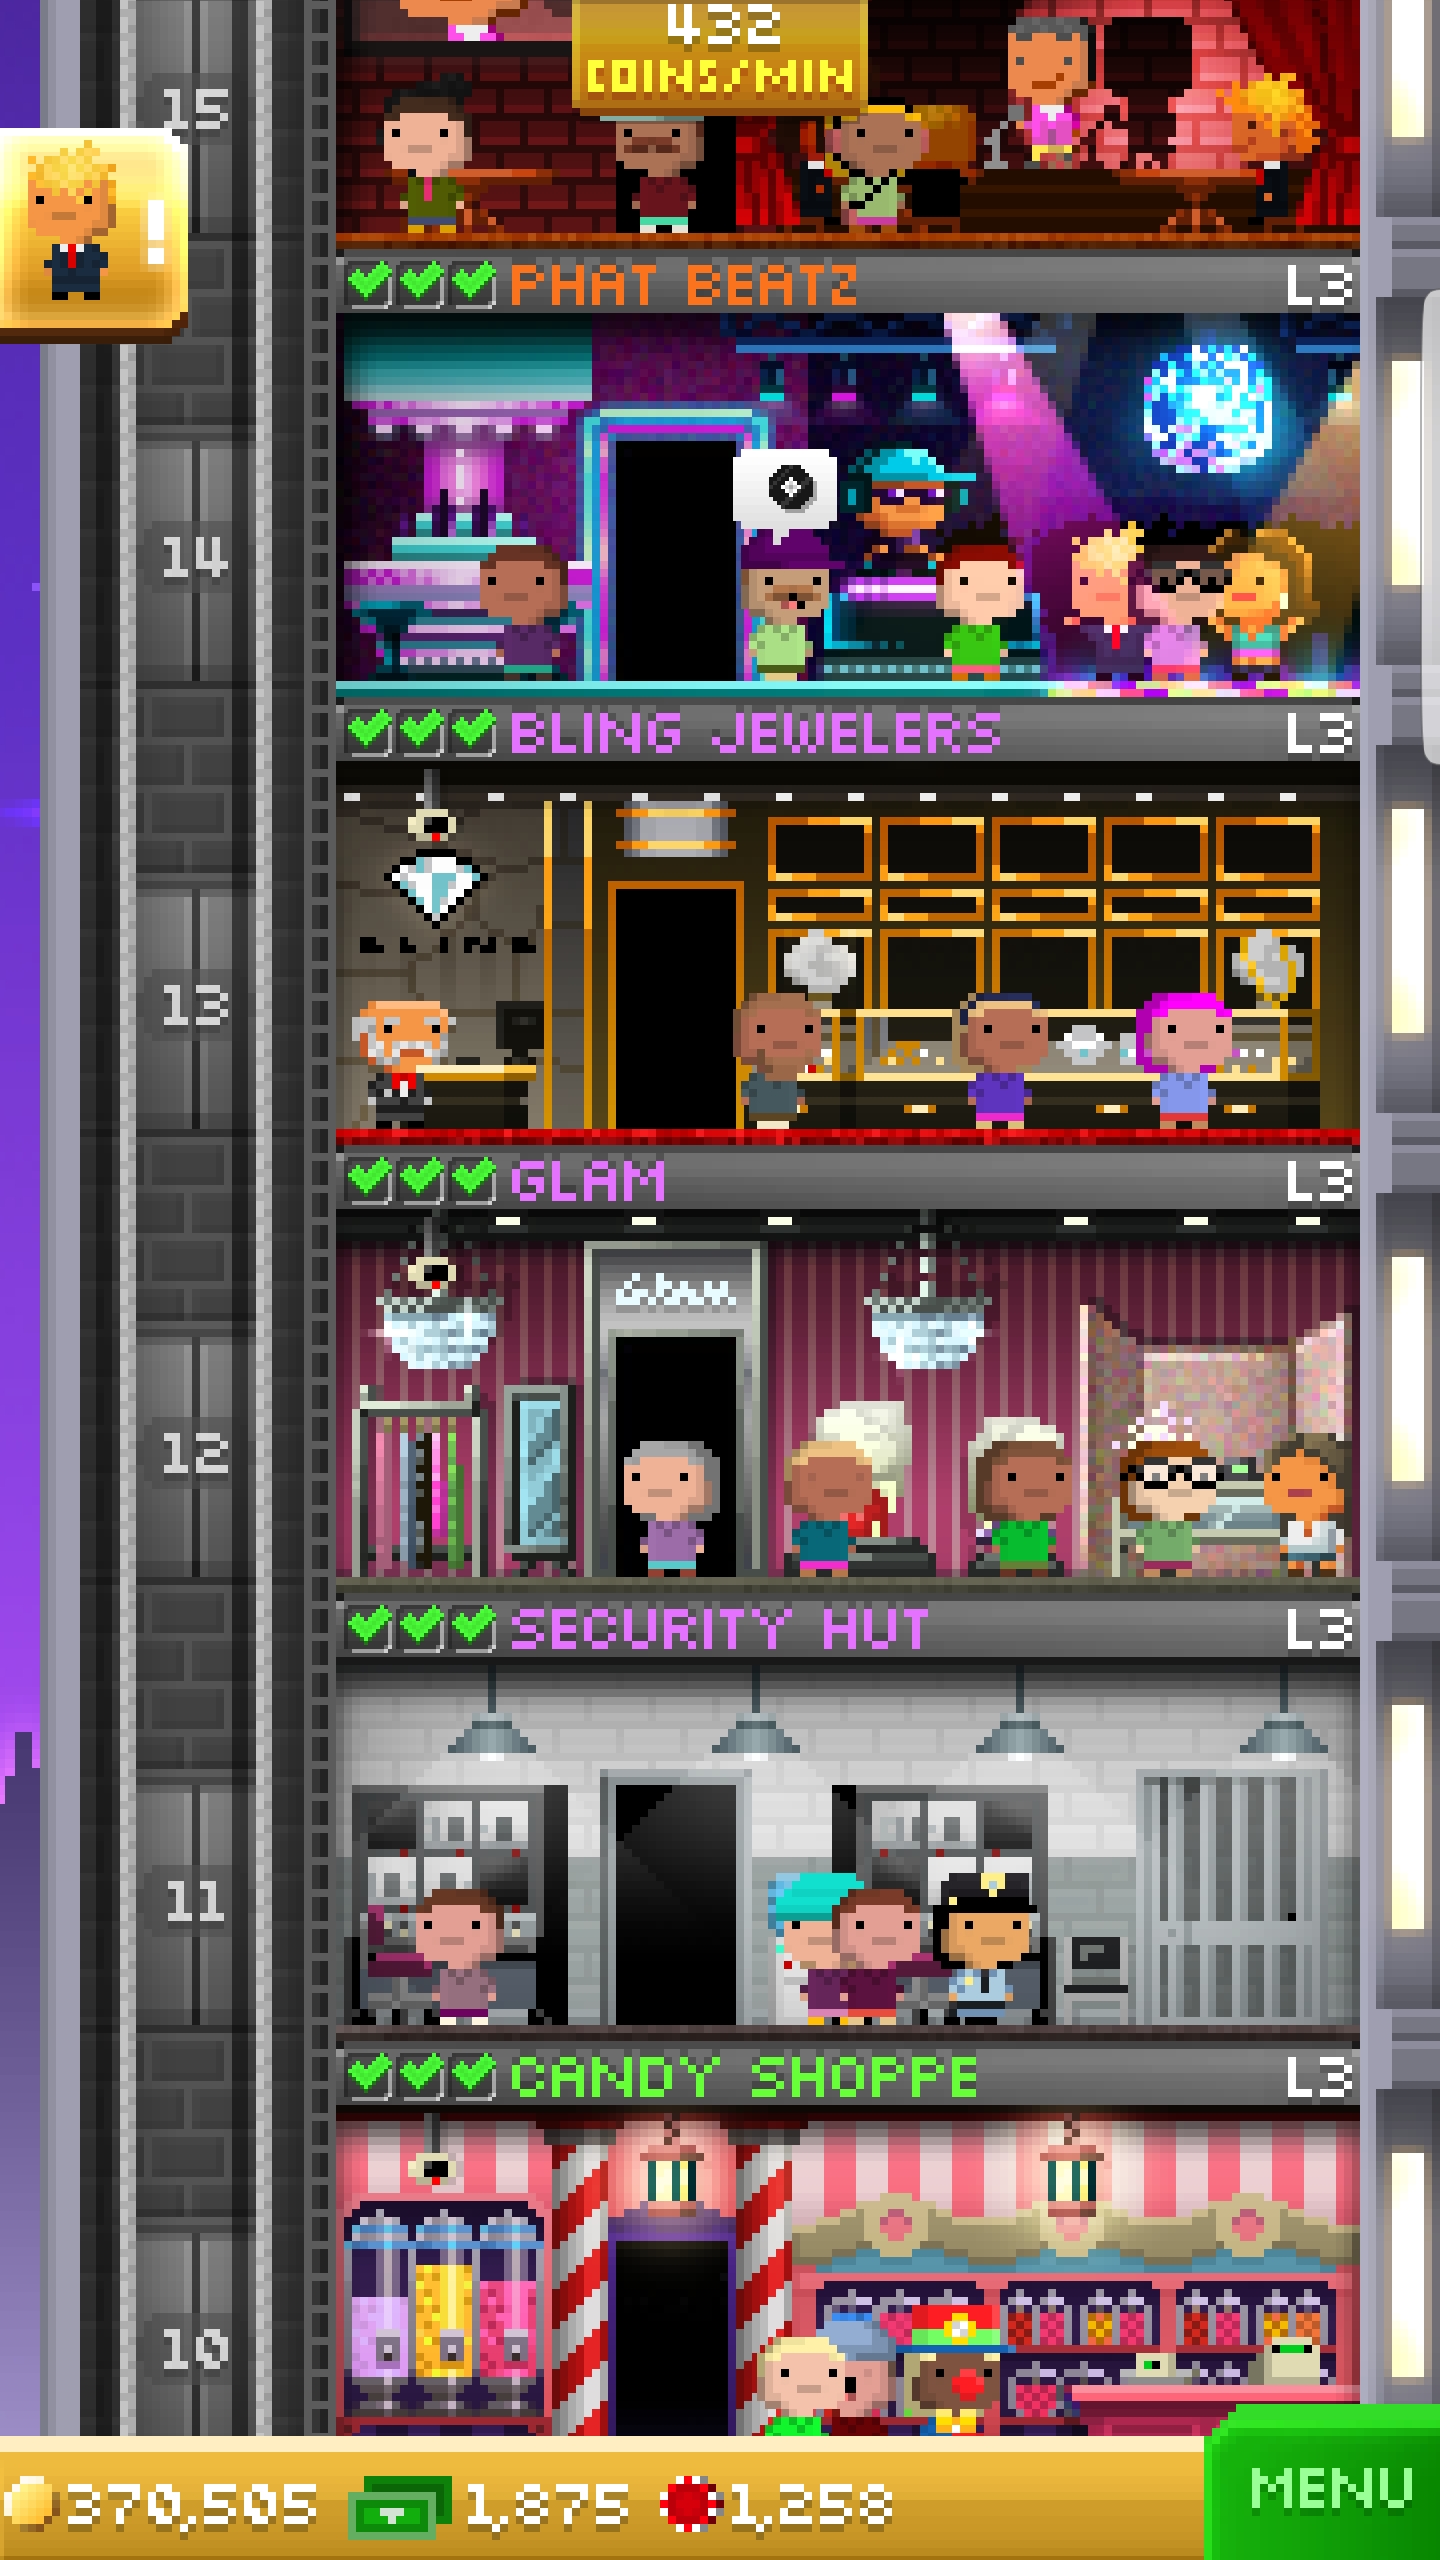 432
COINS/MIN
15
PHAT BEATZ L3
14
BLING JEWELERS L3
BLING
13
GLAM L3
Glam
12
SECURITY HUT L3
11
CANDY SHOPPE L3
10
370,505 1,875 1,258 MENU
!